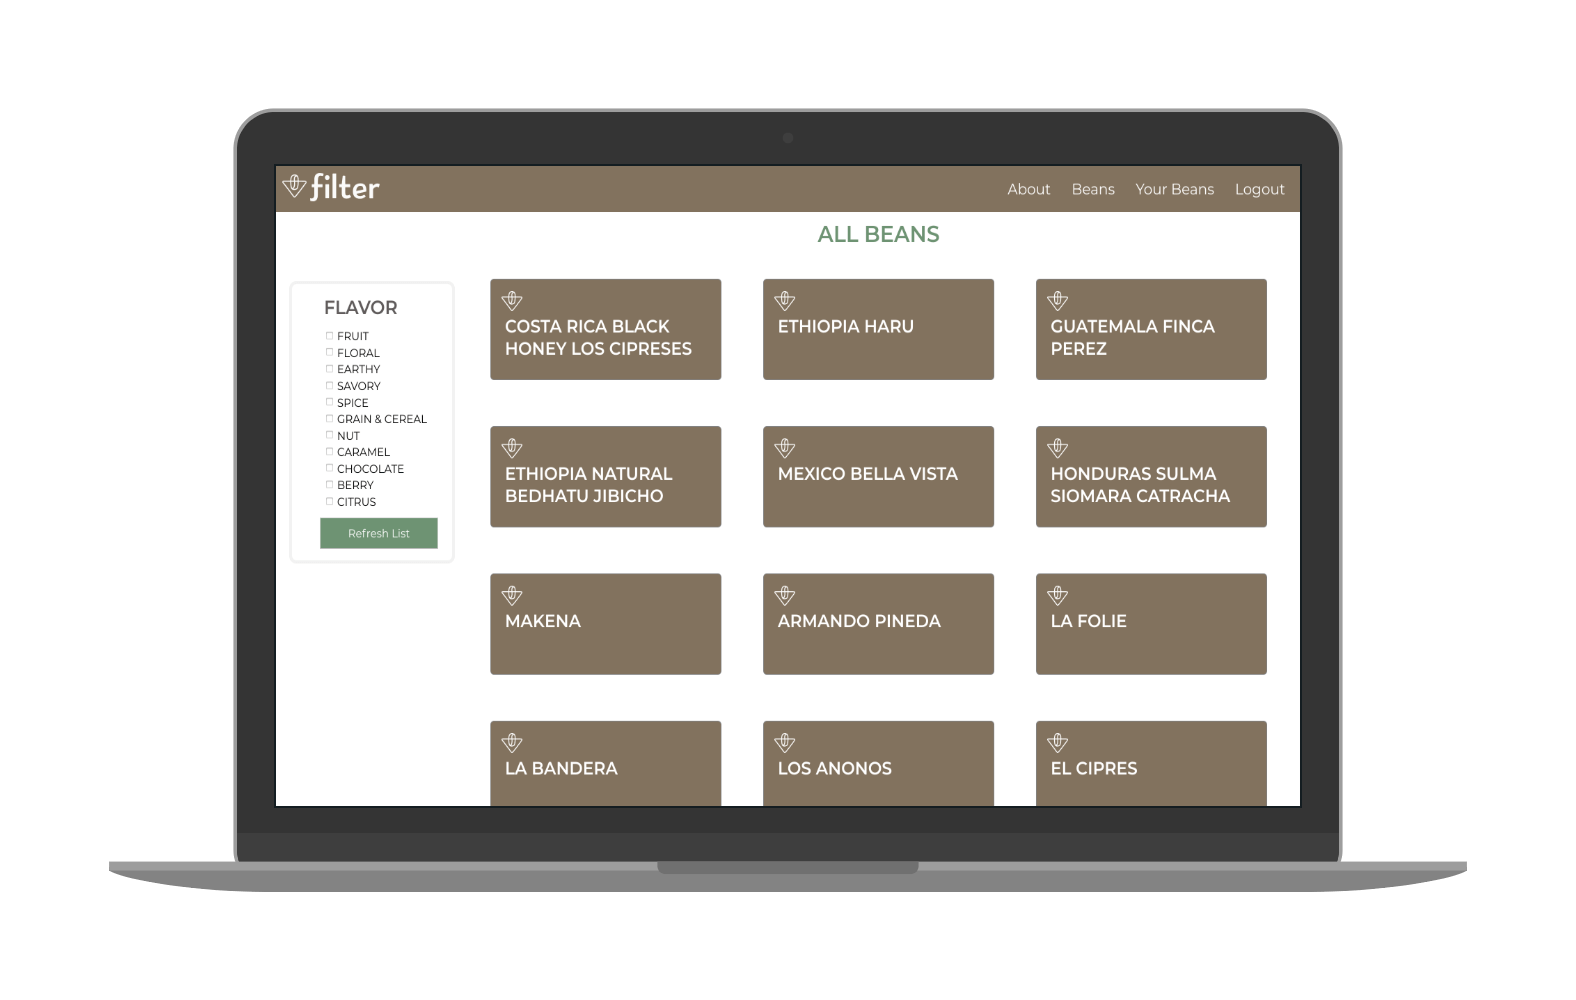 filter
About Beans Your Beans Logout
ALL BEANS
FLAVOR
FRUIT
FLORAL
EARTHY
SAVORY
SPICE
GRAIN & CEREAL
NUT
CARAMEL
CHOCOLATE
BERRY
CITRUS
Refresh List
COSTA RICA BLACK
HONEY LOS CIPRESES
ETHIOPIA HARU
GUATEMALA FINCA
PEREZ
ETHIOPIA NATURAL
BEDHATU JIBICHO
MEXICO BELLA VISTA
HONDURAS SULMA
SIOMARA CATRACHA
MAKENA
ARMANDO PINEDA
LA FOLIE
LA BANDERA
LOS ANONOS
EL CIPRES